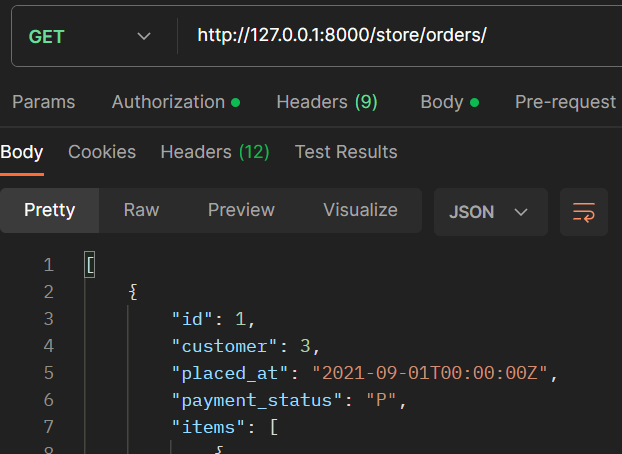 GET http://127.0.0.1:8000/store/orders/
Params Authorization Headers (9) Body Pre-request
Body Cookies Headers (12) Test Results
Pretty Raw Preview Visualize JSON
1 [
2 {
3 "id": 1,
4 "customer": 3,
5 "placed_at": "2021-09-01T00:00:00Z",
6 "payment_status": "P",
7 "items": [
8 {